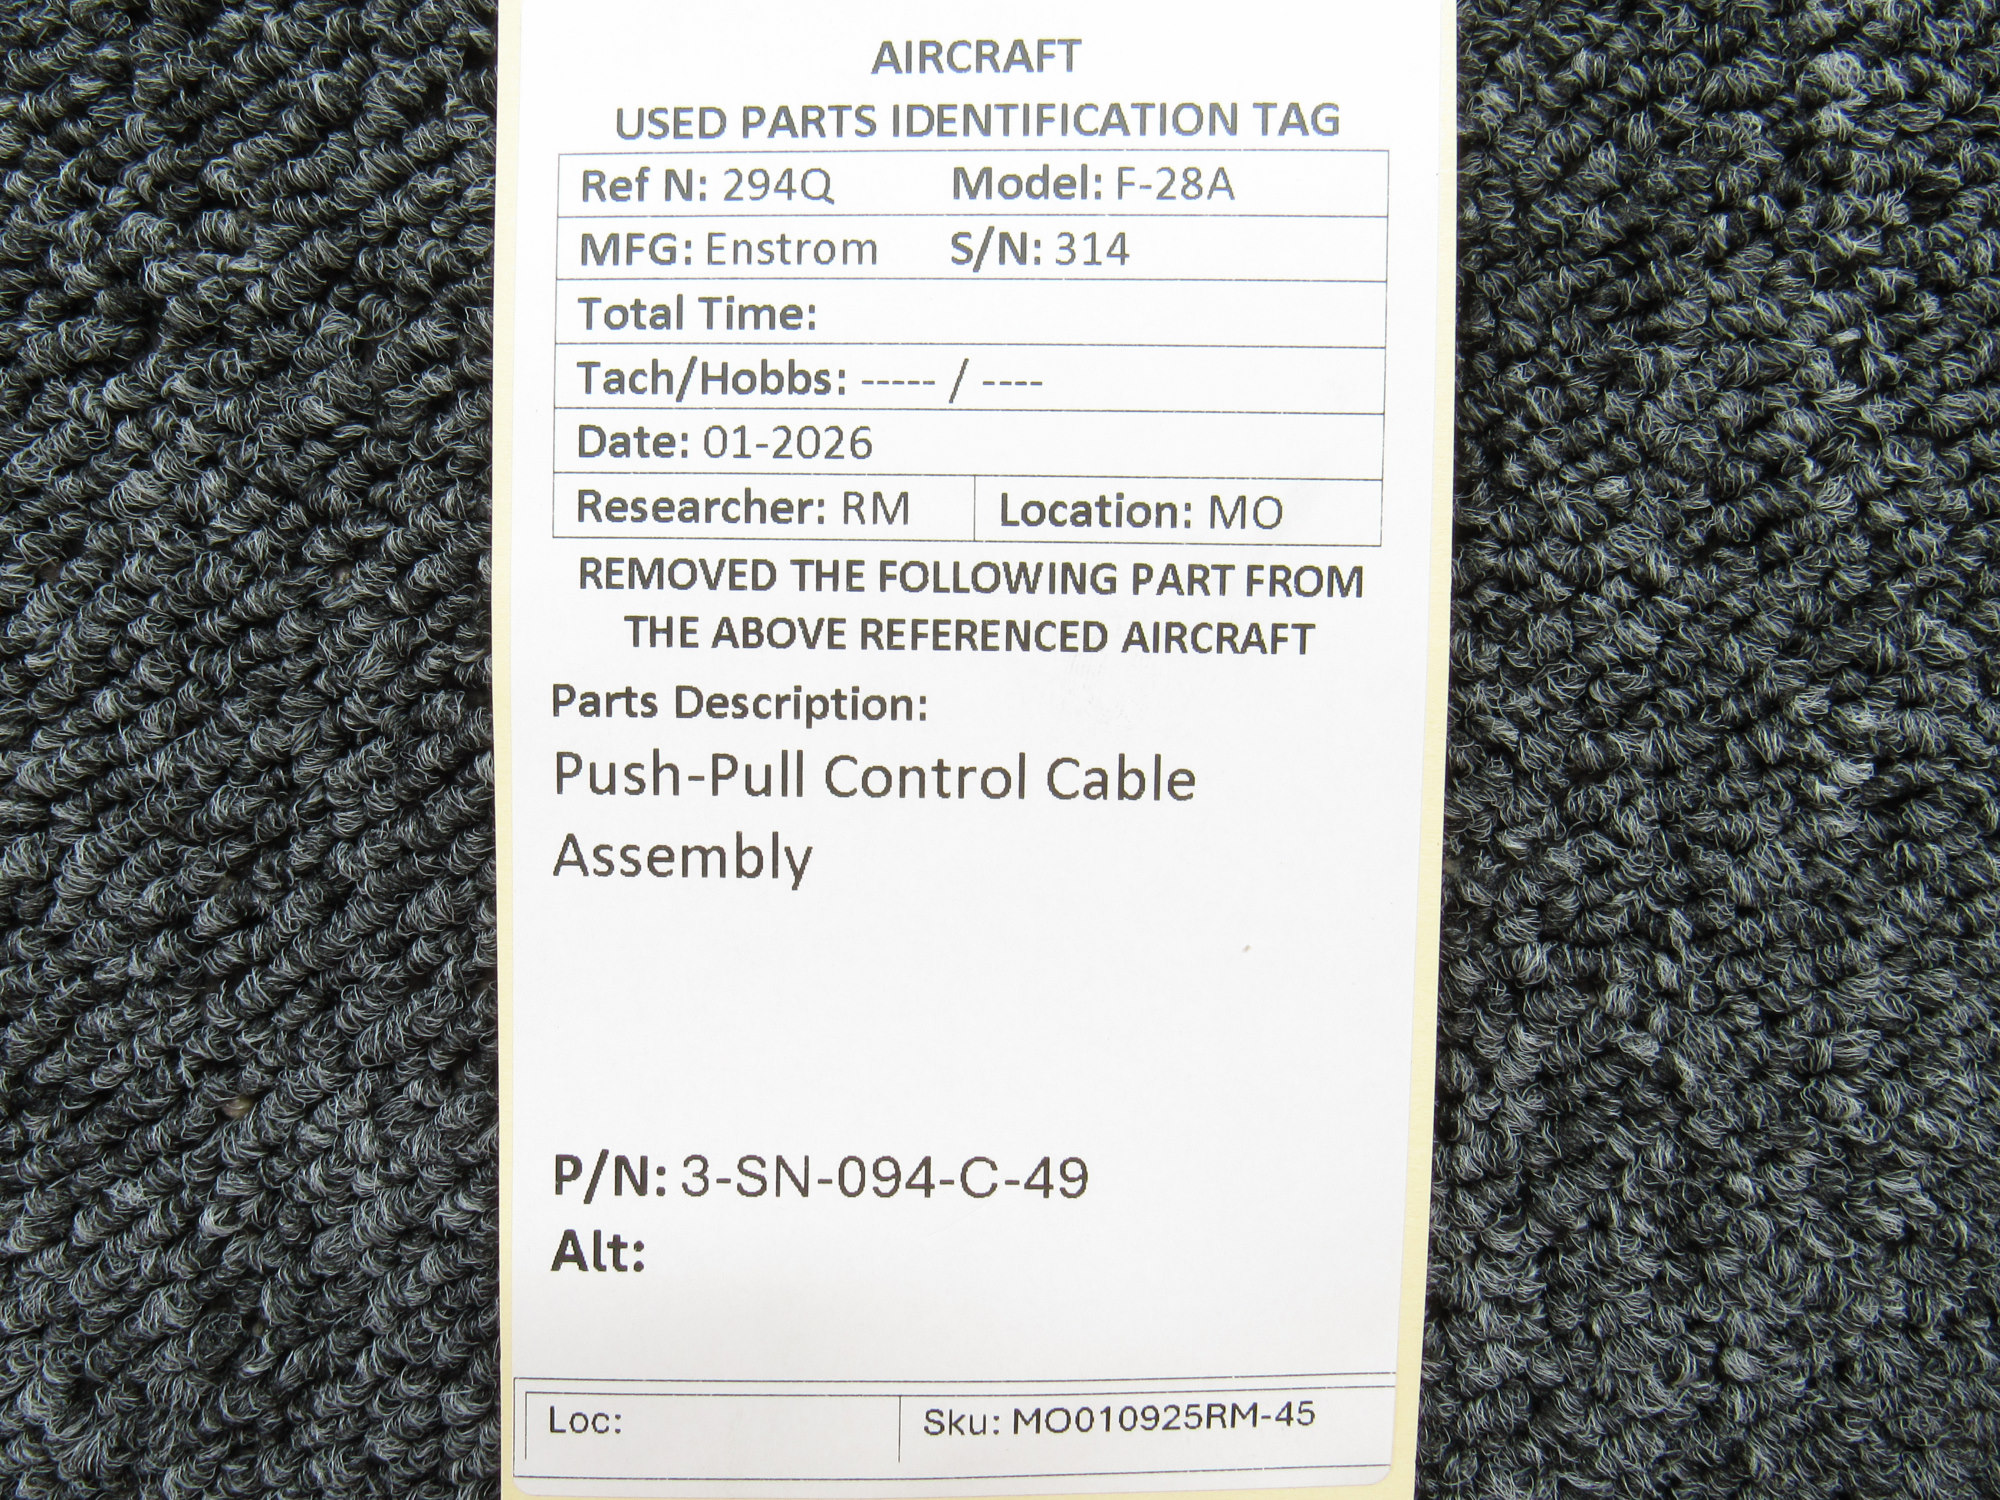 AIRCRAFT
USED PARTS IDENTIFICATION TAG
Ref N: 294Q Model: F-28A
MFG: Enstrom S/N: 314
Total Time:
Tach/Hobbs: ----- / ----
Date: 01-2026
Researcher: RM Location: MO
REMOVED THE FOLLOWING PART FROM
THE ABOVE REFERENCED AIRCRAFT
Parts Description:
Push-Pull Control Cable
Assembly
P/N: 3-SN-094-C-49
Alt:
Loc: Sku: MO010925RM-45